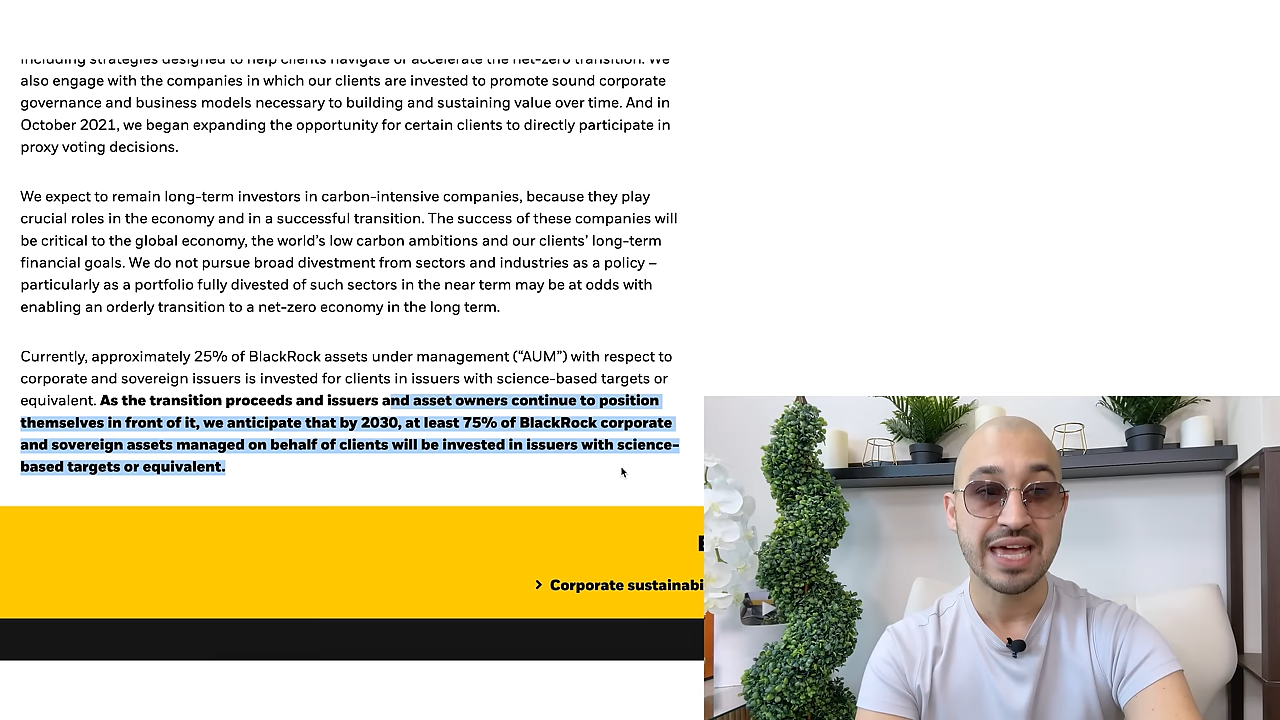 including strategies designed to help clients navigate or accelerate the net-zero transition. We
also engage with the companies in which our clients are invested to promote sound corporate
governance and business models necessary to building and sustaining value over time. And in
October 2021, we began expanding the opportunity for certain clients to directly participate in
proxy voting decisions.
We expect to remain long-term investors in carbon-intensive companies, because they play
crucial roles in the economy and in a successful transition. The success of these companies will
be critical to the global economy, the world’s low carbon ambitions and our clients’ long-term
financial goals. We do not pursue broad divestment from sectors and industries as a policy –
particularly as a portfolio fully divested of such sectors in the near term may be at odds with
enabling an orderly transition to a net-zero economy in the long term.
Currently, approximately 25% of BlackRock assets under management (“AUM”) with respect to
corporate and sovereign issuers is invested for clients in issuers with science-based targets or
equivalent. As the transition proceeds and issuers and asset owners continue to position
themselves in front of it, we anticipate that by 2030, at least 75% of BlackRock corporate
and sovereign assets managed on behalf of clients will be invested in issuers with science-
based targets or equivalent.
Corporate sustainabi